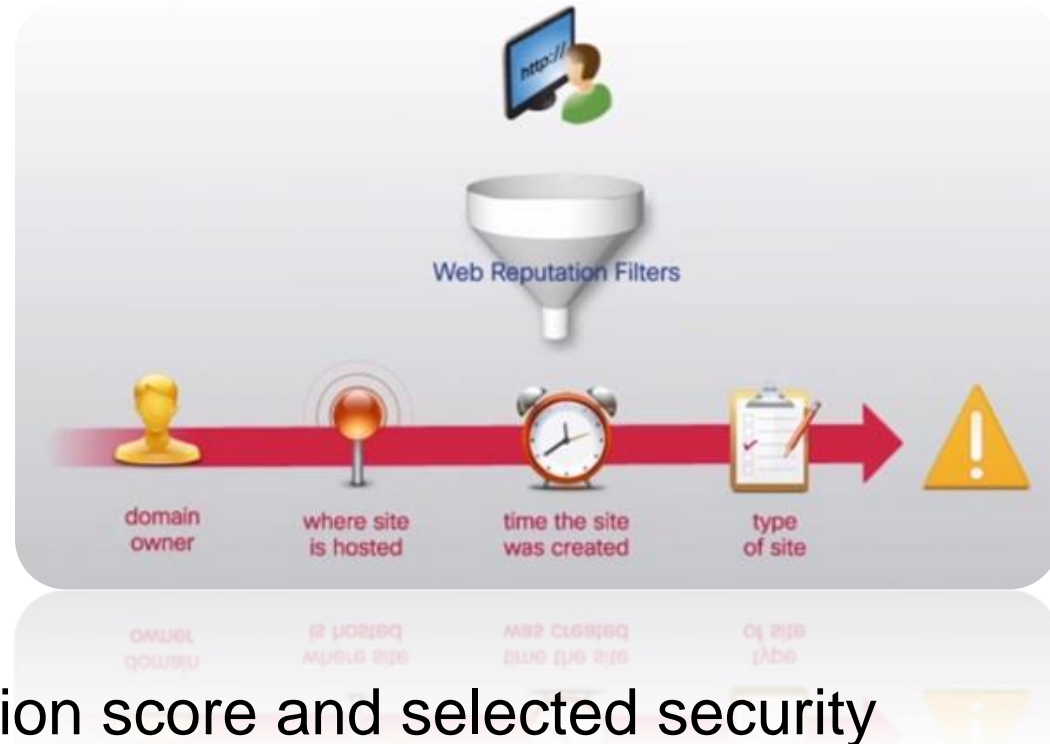 http://
Web Reputation Filters
domain
owner
where site
is hosted
time the site
was created
type
of site
ion score and selected security